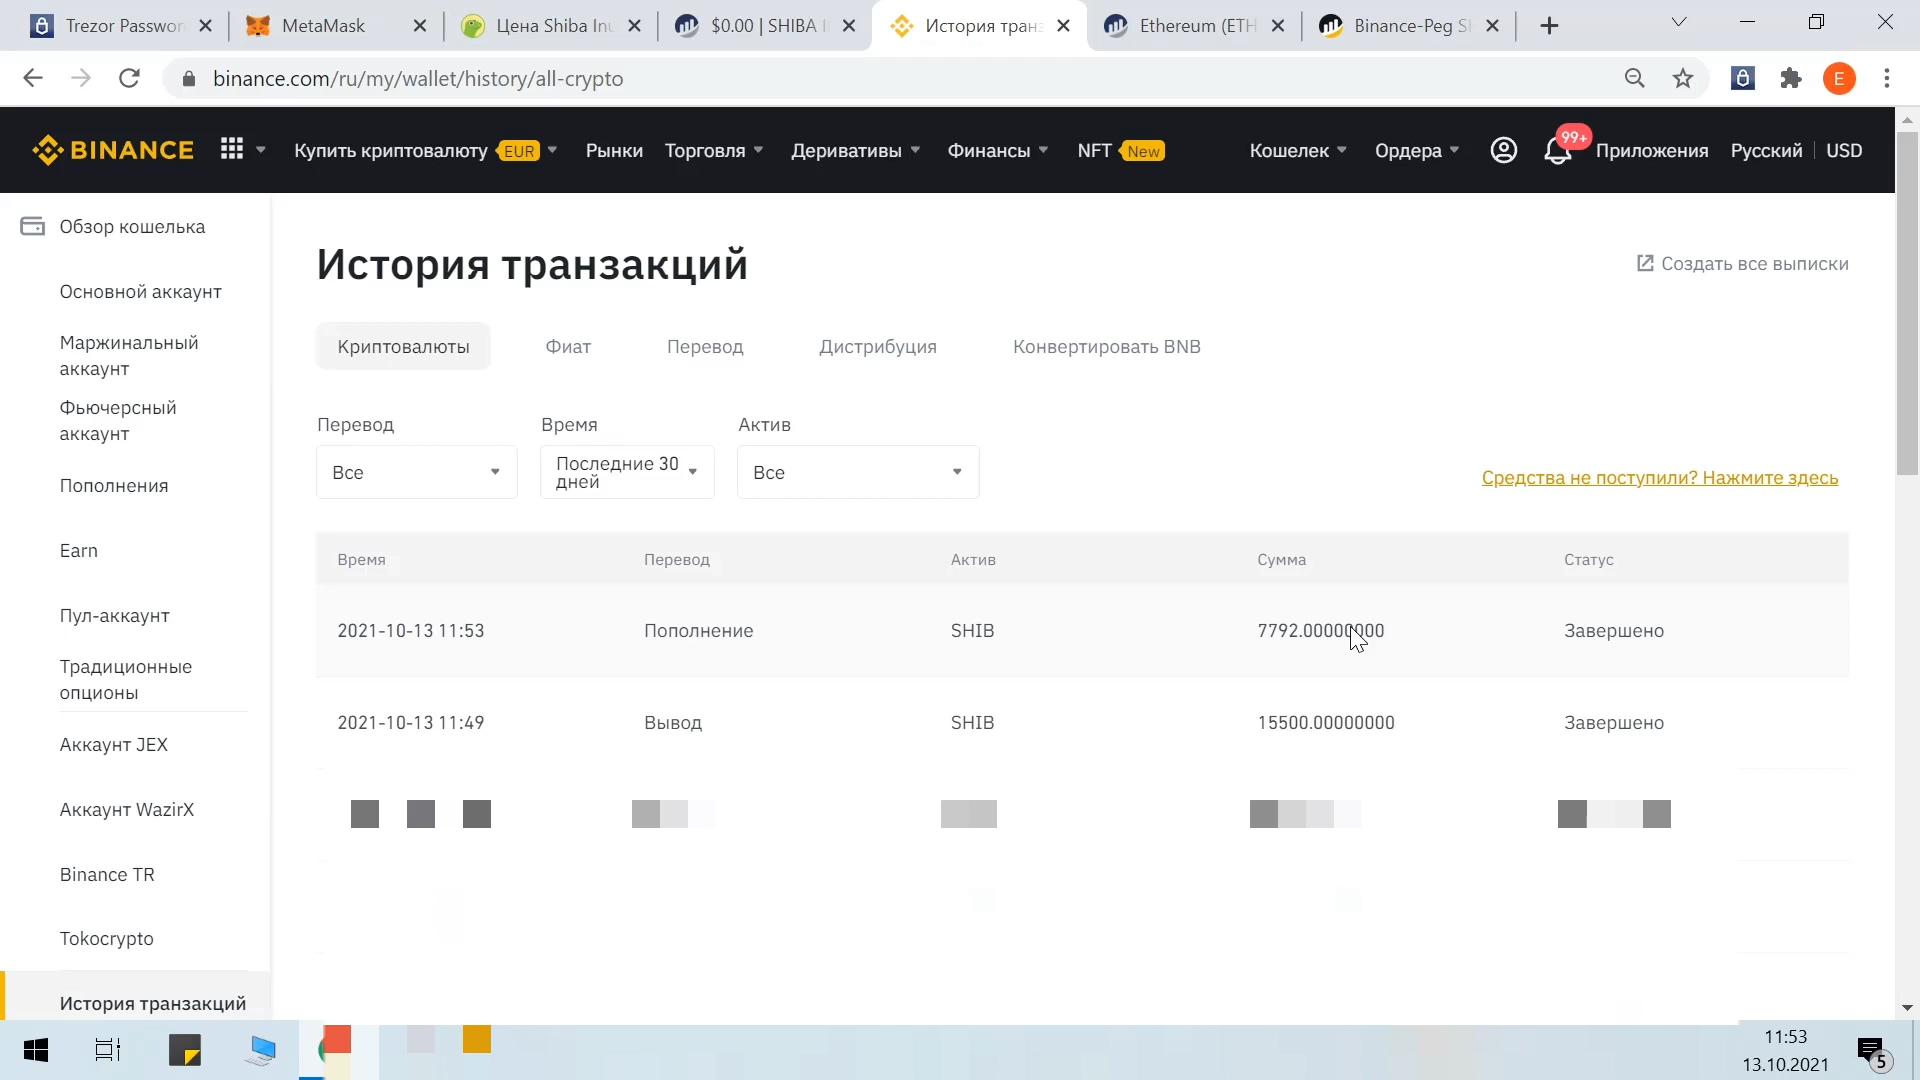 Trezor Passwor
MetaMask
Цена Shiba Inu
$0.00 | SHIBA I
История транз
Ethereum (ETH
Binance-Peg SH
binance.com/ru/my/wallet/history/all-crypto
E
BINANCE
Купить криптовалюту EUR
Рынки
Торговля
Деривативы
Финансы
NFT New
Кошелек
Ордера
99+
Приложения
Русский
USD
Обзор кошелька
Основной аккаунт
Маржинальный
аккаунт
Фьючерсный
аккаунт
Пополнения
Earn
Пул-аккаунт
Традиционные
опционы
Аккаунт JEX
Аккаунт WazirX
Binance TR
Tokocrypto
История транзакций
История транзакций
Создать все выписки
Криптовалюты
Фиат
Перевод
Дистрибуция
Конвертировать BNB
Перевод
Время
Актив
Все
Последние 30
дней
Все
Средства не поступили? Нажмите здесь
Время
Перевод
Актив
Сумма
Статус
2021-10-13 11:53
Пополнение
SHIB
7792.00000000
Завершено
2021-10-13 11:49
Вывод
SHIB
15500.00000000
Завершено
11:53
13.10.2021
5